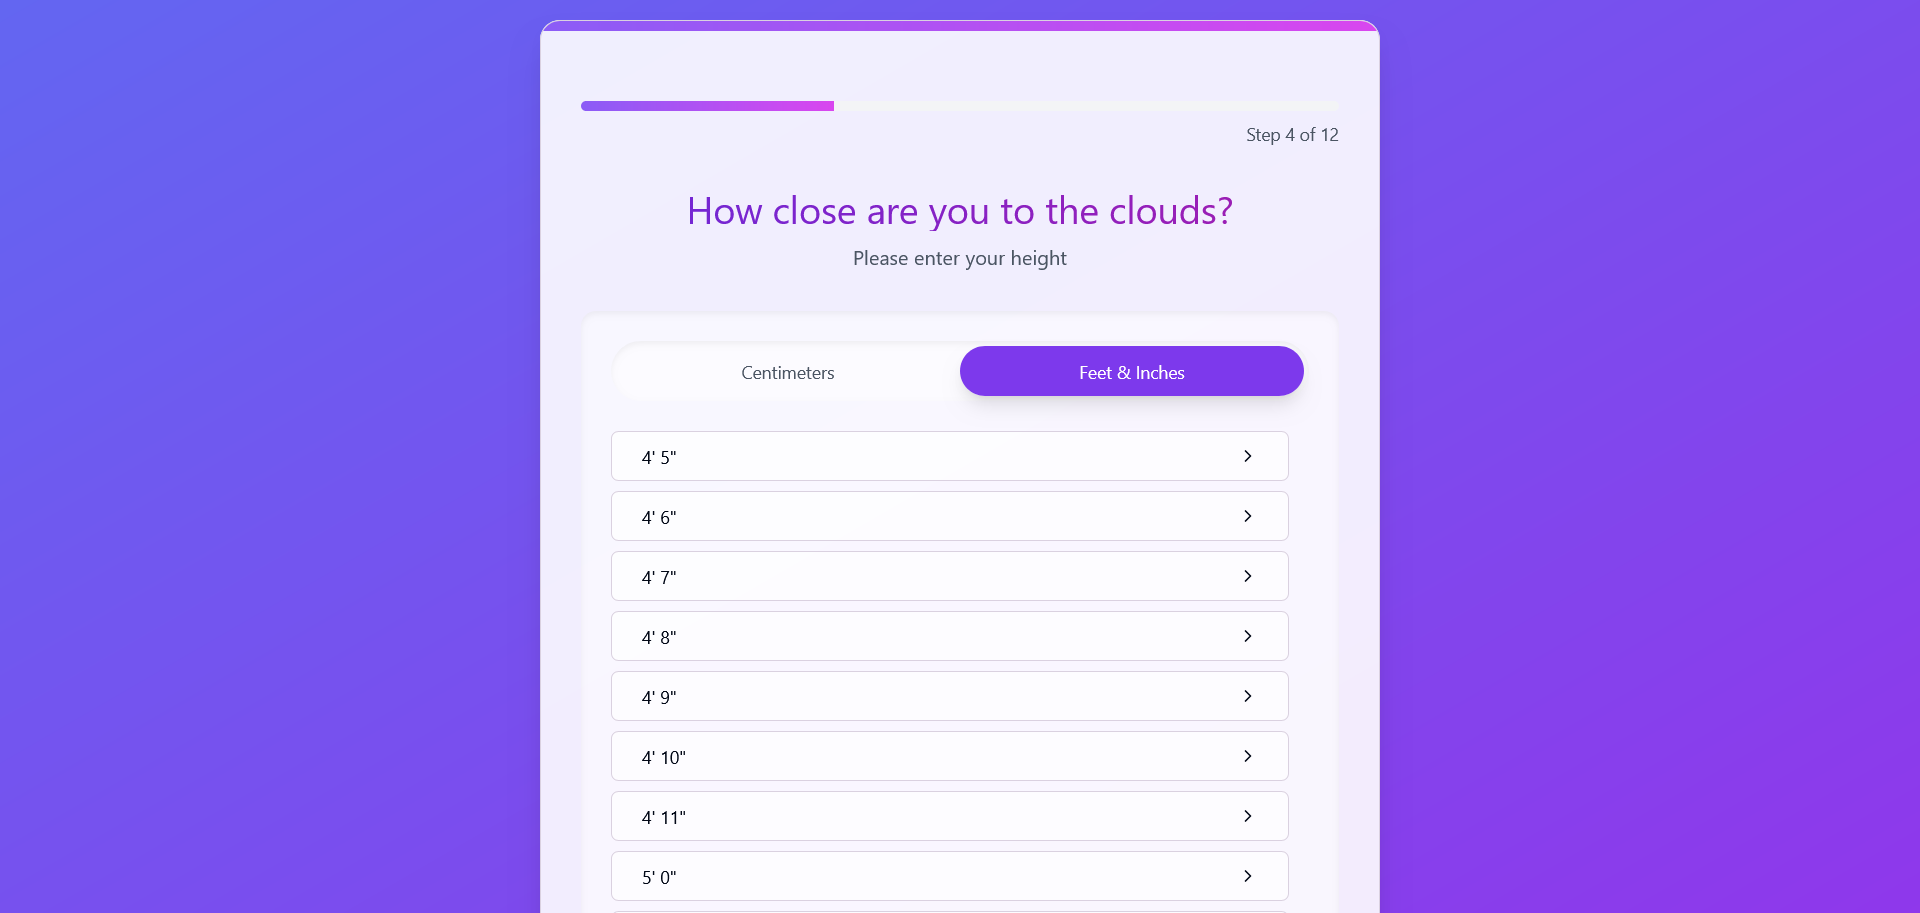 Step 4 of 12
How close are you to the clouds?
Please enter your height
Centimeters
Feet & Inches
4' 5"
4' 6"
4' 7"
4' 8"
4' 9"
4' 10"
4' 11"
5' 0"